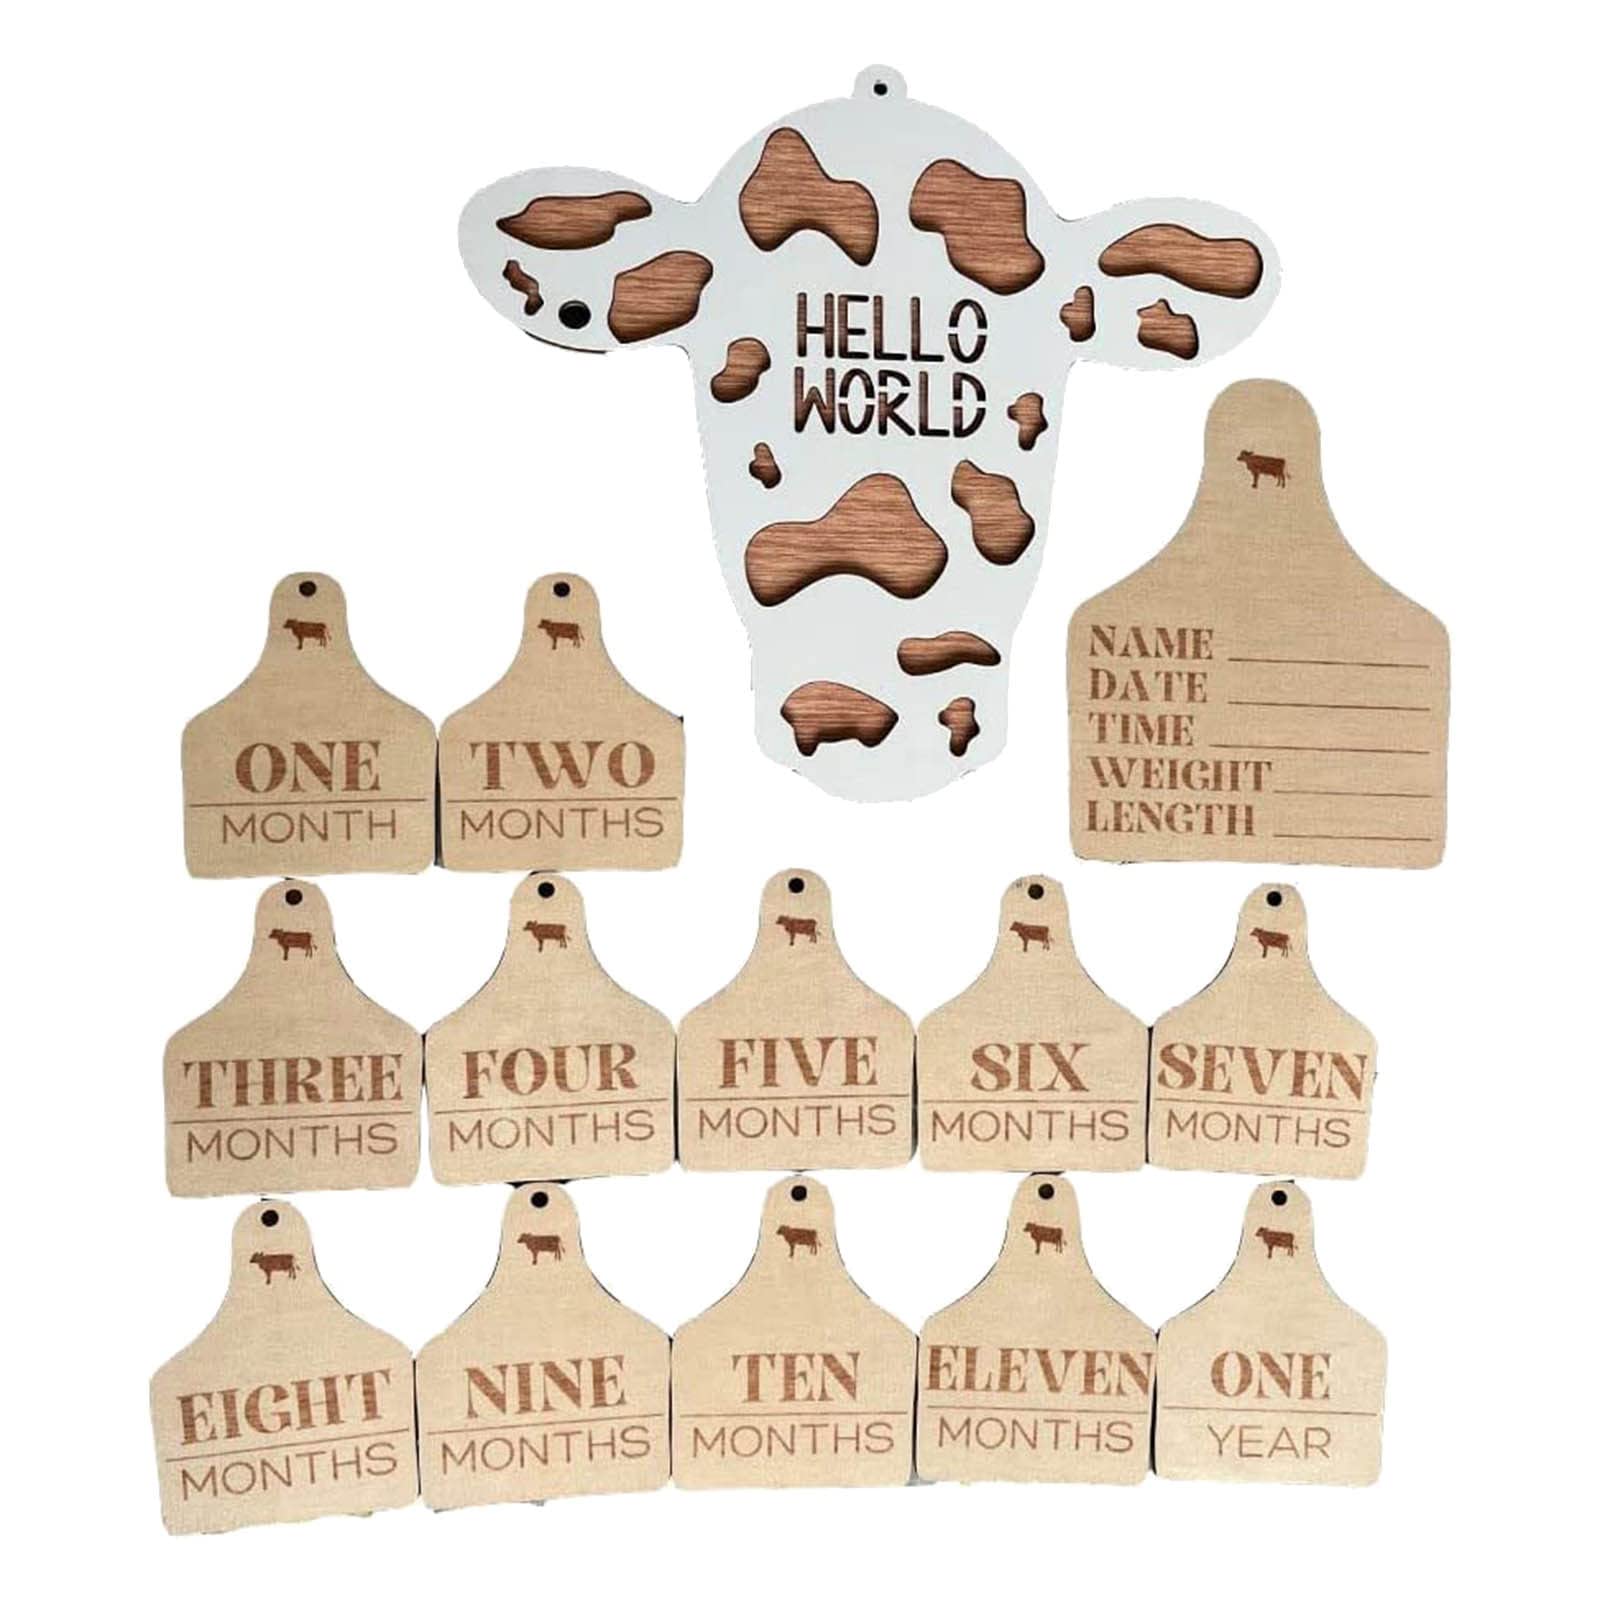 HELLO
WORLD
NAME
DATE
TIME
WEIGHT
LENGTH
ONE
MONTH
TWO
MONTHS
THREE
MONTHS
FOUR
MONTHS
FIVE
MONTHS
SIX
MONTHS
SEVEN
MONTHS
EIGHT
MONTHS
NINE
MONTHS
TEN
MONTHS
ELEVEN
MONTHS
ONE
YEAR